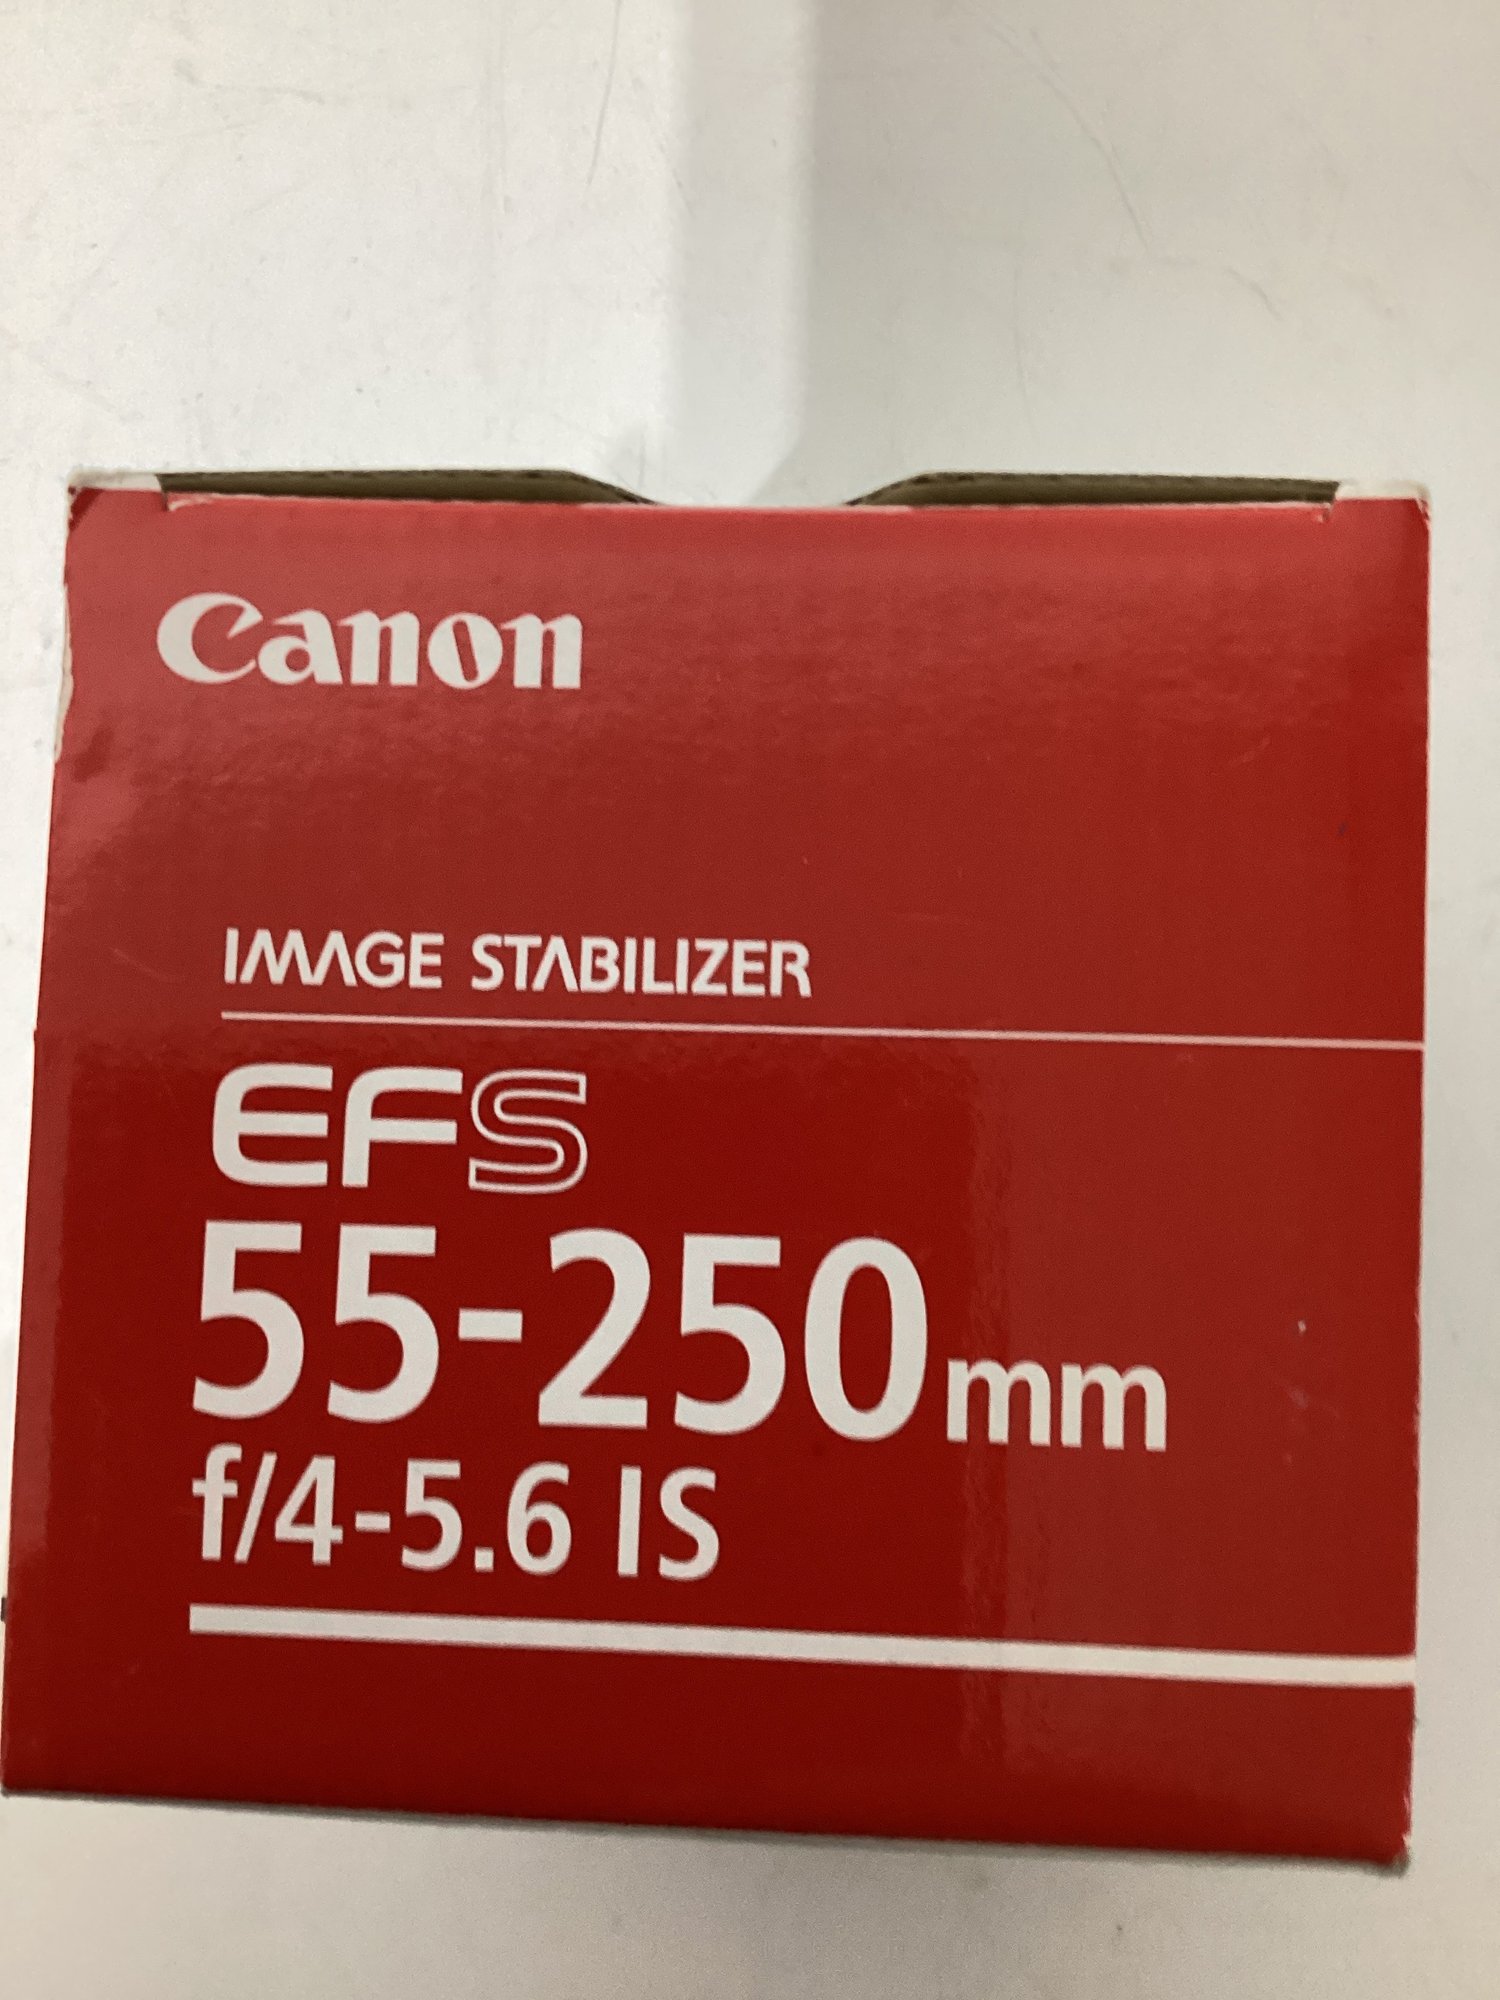 Canon
IMAGE STABILIZER
EFS
55-250mm
f/4-5.6 IS